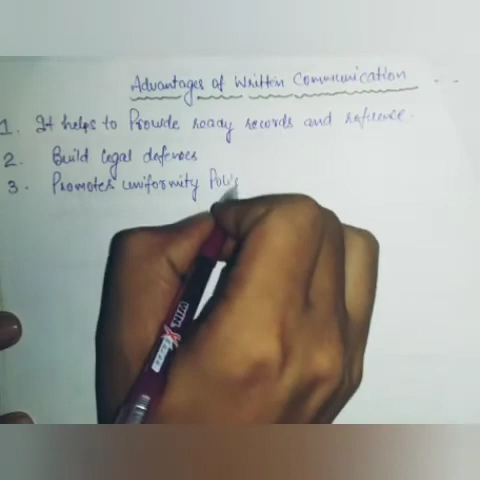 Advantages of Written Communication ...
1. It helps to Provide ready records and reference.
2. Build legal defences
3. Promotes uniformity